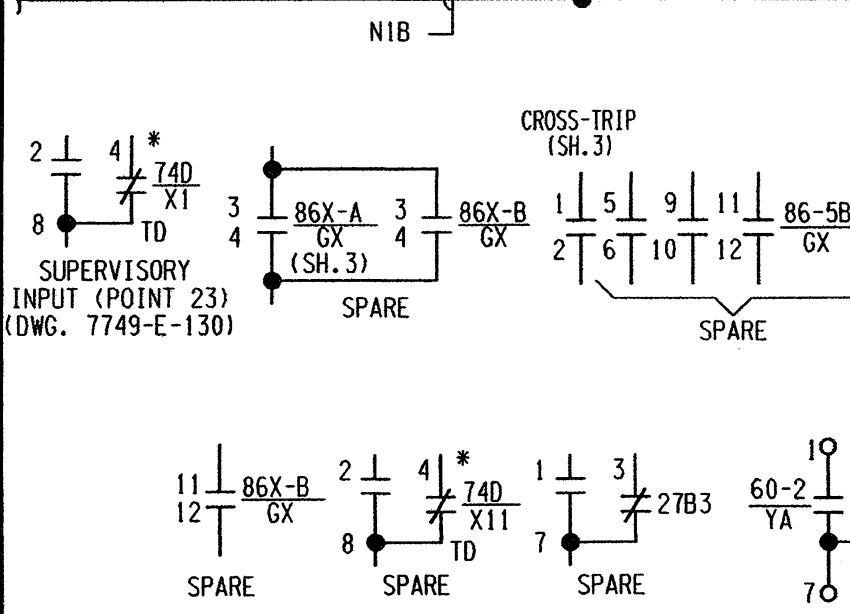 N1B
CROSS-TRIP
(SH.3)
2 4 * 74D
X1
8 TD
SUPERVISORY
INPUT (POINT 23)
(DWG. 7749-E-130)
3 86X-A 3 86X-B
4 GX 4 GX
(SH.3)
SPARE
1 5 9 11 86-5B
2 6 10 12 GX
SPARE
11 86X-B
12 GX
SPARE
2 4 * 74D
X11
8 TD
SPARE
1 3 27B3
7
SPARE
1
60-2
YA
7